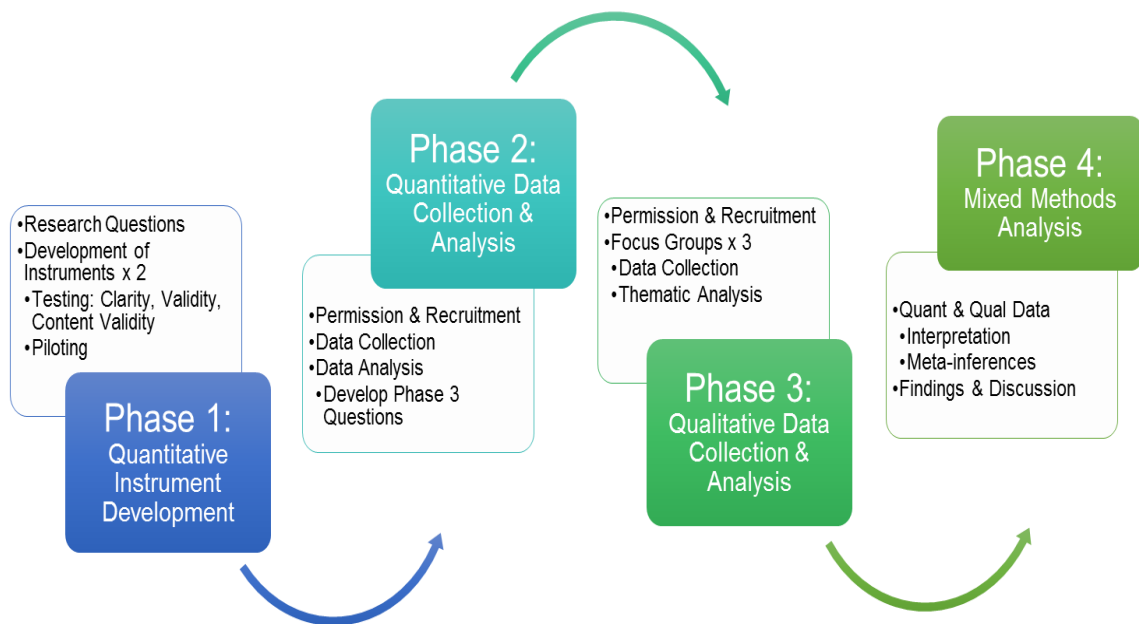 •Research Questions
•Development of
Instruments x 2
•Testing: Clarity, Validity,
Content Validity
•Piloting
Phase 1:
Quantitative
Instrument
Development
Phase 2:
Quantitative Data
Collection &
Analysis
•Permission & Recruitment
•Data Collection
•Data Analysis
•Develop Phase 3
Questions
•Permission & Recruitment
•Focus Groups x 3
•Data Collection
•Thematic Analysis
Phase 3:
Qualitative Data
Collection &
Analysis
Phase 4:
Mixed Methods
Analysis
•Quant & Qual Data
•Interpretation
•Meta-inferences
•Findings & Discussion